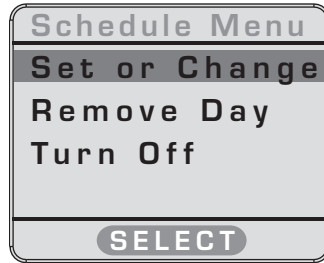 Schedule Menu
Set or Change
Remove Day
Turn Off
SELECT